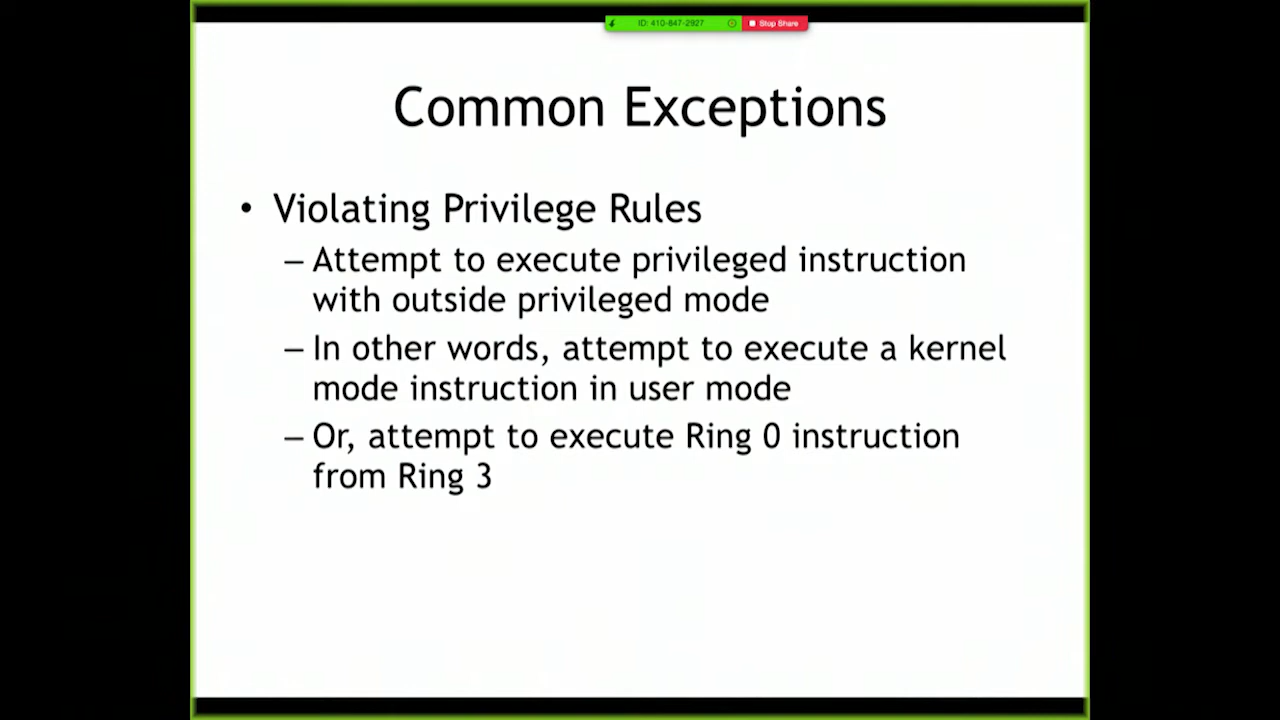 ID: 410-847-2927 Stop Share
Common Exceptions
• Violating Privilege Rules
– Attempt to execute privileged instruction
with outside privileged mode
– In other words, attempt to execute a kernel
mode instruction in user mode
– Or, attempt to execute Ring 0 instruction
from Ring 3